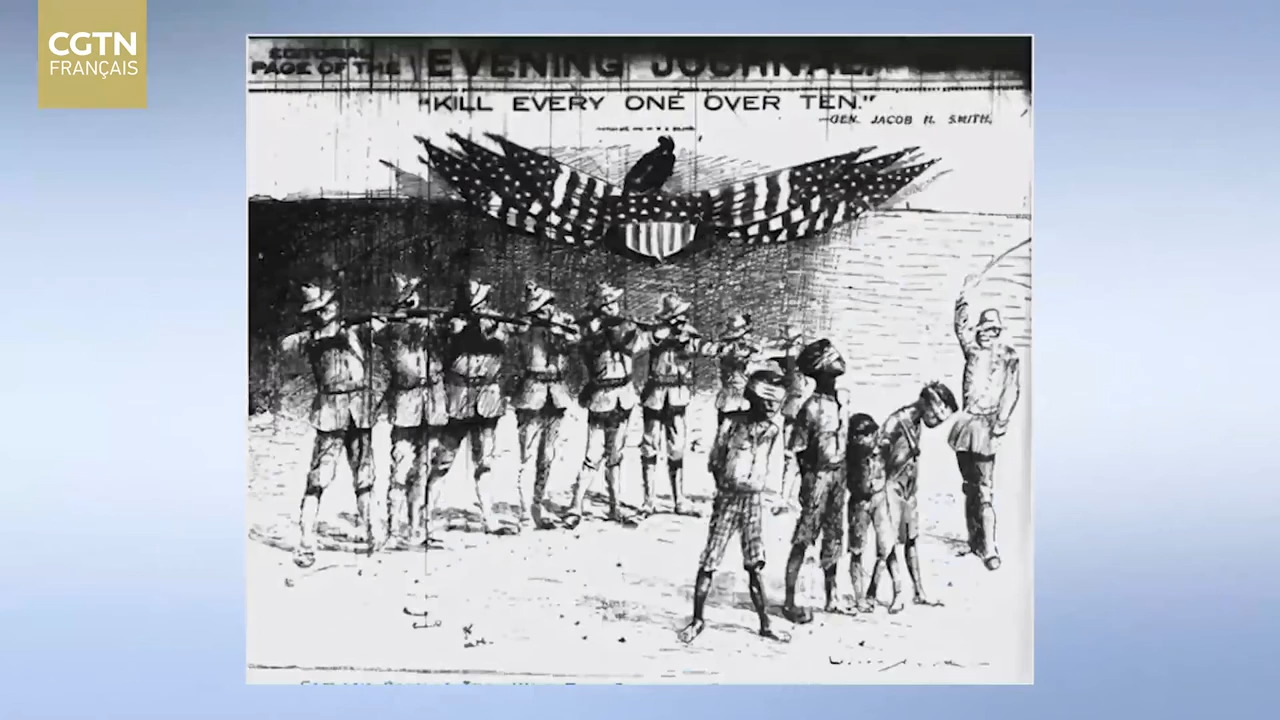 CGTN
FRANÇAIS
EDITORIAL
PAGE OF THE
EVENING JOURNAL.
"KILL EVERY ONE OVER TEN."
—GEN. JACOB H. SMITH.